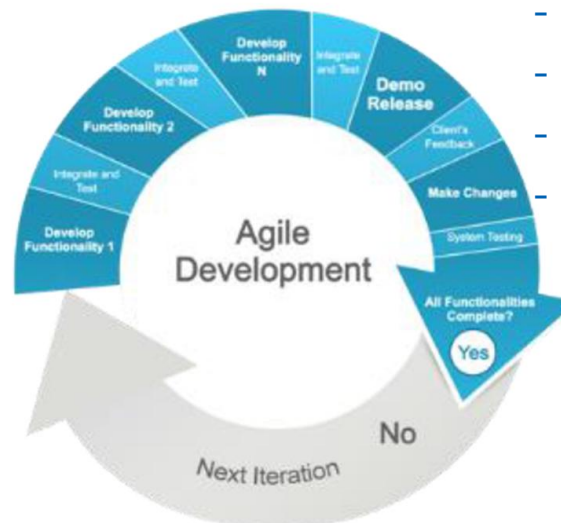 Develop
Functionality 1
Integrate and
Test
Develop
Functionality 2
Integrate
and Test
Develop
Functionality
N
Integrate
and Test
Demo
Release
Client's
Feedback
Make Changes
System Testing
All Functionalities
Complete?
Yes
No
Next Iteration
Agile
Development